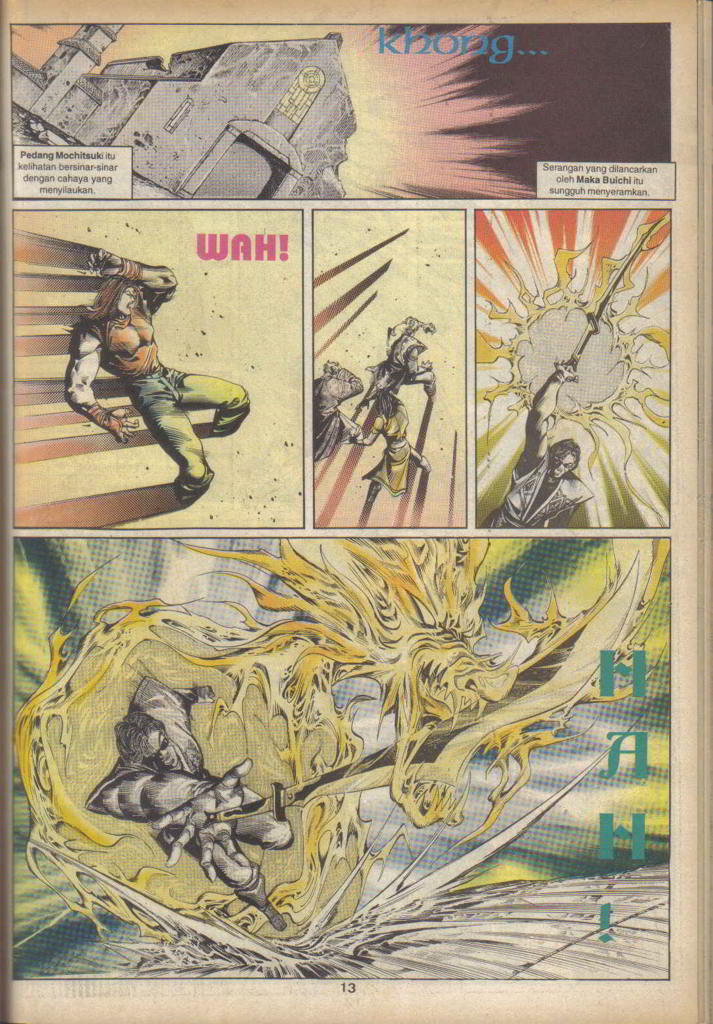 khong...
Pedang Mochitsuki itu
kelihatan bersinar-sinar
dengan cahaya yang
menyilaukan.
Serangan yang dilancarkan
oleh Maka Buichi itu
sungguh menyeramkan.
WAH!
HAH!
13